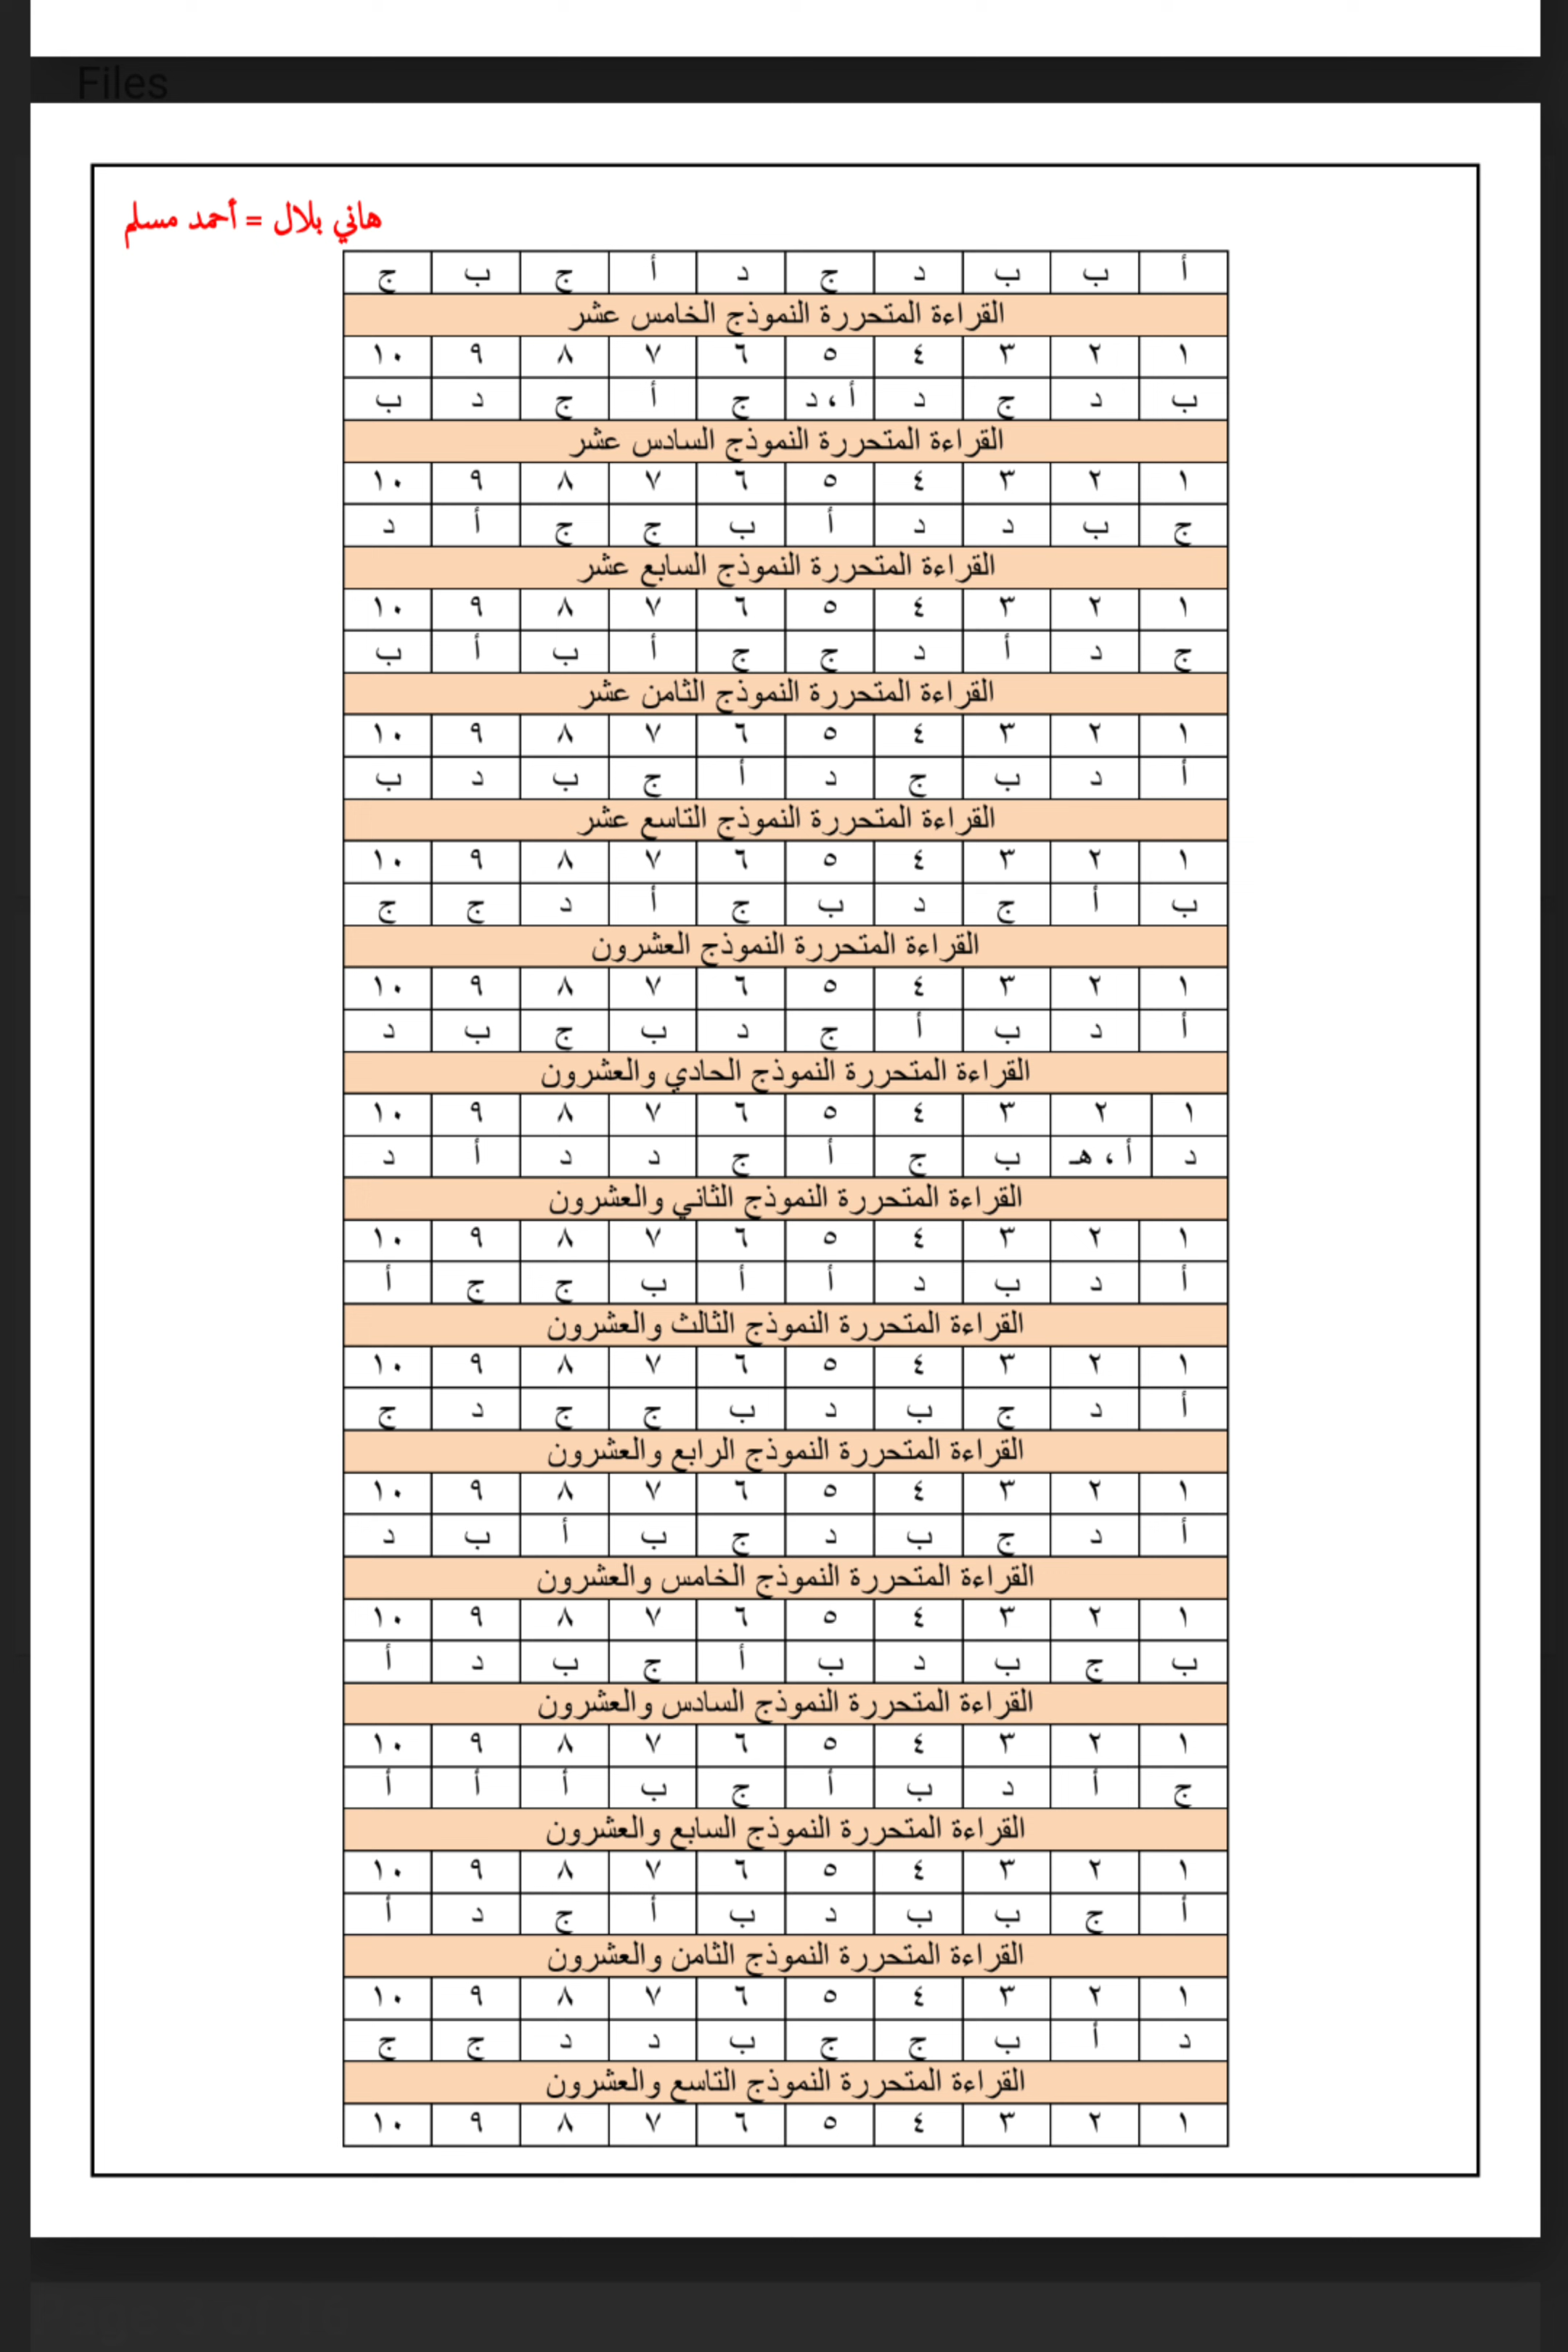 Files
هاني بلال = أحمد مسلم
أ ب ب د ج د أ ج ب ج
القراءة المتحررة النموذج الخامس عشر
١ ٢ ٣ ٤ ٥ ٦ ٧ ٨ ٩ ١٠
ب د ج د أ ، د ج أ ج د ب
القراءة المتحررة النموذج السادس عشر
١ ٢ ٣ ٤ ٥ ٦ ٧ ٨ ٩ ١٠
ج ب د د أ ب ج ج أ د
القراءة المتحررة النموذج السابع عشر
١ ٢ ٣ ٤ ٥ ٦ ٧ ٨ ٩ ١٠
ج د أ د ج ج أ ب أ ب
القراءة المتحررة النموذج الثامن عشر
١ ٢ ٣ ٤ ٥ ٦ ٧ ٨ ٩ ١٠
أ د ب ج د أ ج ب د ب
القراءة المتحررة النموذج التاسع عشر
١ ٢ ٣ ٤ ٥ ٦ ٧ ٨ ٩ ١٠
ب أ ج د ب ج أ د ج ج
القراءة المتحررة النموذج العشرون
١ ٢ ٣ ٤ ٥ ٦ ٧ ٨ ٩ ١٠
أ د ب أ ج د ب ج ب د
القراءة المتحررة النموذج الحادي والعشرون
١ ٢ ٣ ٤ ٥ ٦ ٧ ٨ ٩ ١٠
د أ ، هـ ب ج أ ج د د أ د
القراءة المتحررة النموذج الثاني والعشرون
١ ٢ ٣ ٤ ٥ ٦ ٧ ٨ ٩ ١٠
أ د ب د أ أ ب ج ج أ
القراءة المتحررة النموذج الثالث والعشرون
١ ٢ ٣ ٤ ٥ ٦ ٧ ٨ ٩ ١٠
أ د ج ب د ب ج ج د ج
القراءة المتحررة النموذج الرابع والعشرون
١ ٢ ٣ ٤ ٥ ٦ ٧ ٨ ٩ ١٠
أ د ج ب د ج ب أ ب د
القراءة المتحررة النموذج الخامس والعشرون
١ ٢ ٣ ٤ ٥ ٦ ٧ ٨ ٩ ١٠
ب ج ب د ب أ ج ب د أ
القراءة المتحررة النموذج السادس والعشرون
١ ٢ ٣ ٤ ٥ ٦ ٧ ٨ ٩ ١٠
ج أ د ب أ ج ب أ أ أ
القراءة المتحررة النموذج السابع والعشرون
١ ٢ ٣ ٤ ٥ ٦ ٧ ٨ ٩ ١٠
أ ج ب ب د ب أ ج د أ
القراءة المتحررة النموذج الثامن والعشرون
١ ٢ ٣ ٤ ٥ ٦ ٧ ٨ ٩ ١٠
د أ ب ج ج ب د د ج ج
القراءة المتحررة النموذج التاسع والعشرون
١ ٢ ٣ ٤ ٥ ٦ ٧ ٨ ٩ ١٠